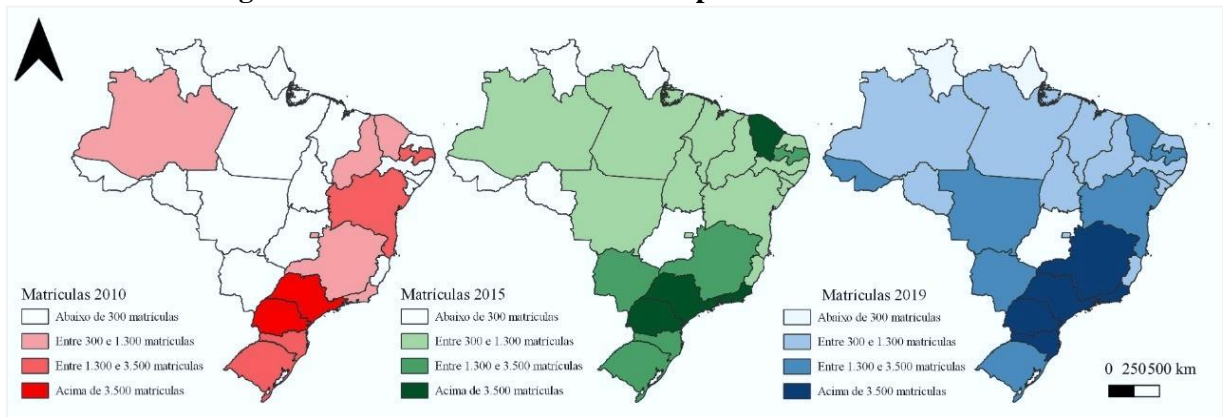 Matrículas 2010
Abaixo de 300 matrículas
Entre 300 e 1.300 matrículas
Entre 1.300 e 3.500 matrículas
Acima de 3.500 matrículas
Matrículas 2015
Abaixo de 300 matrículas
Entre 300 e 1.300 matrículas
Entre 1.300 e 3.500 matrículas
Acima de 3.500 matrículas
Matrículas 2019
Abaixo de 300 matrículas
Entre 300 e 1.300 matrículas
Entre 1.300 e 3.500 matrículas
Acima de 3.500 matrículas
0 250 500 km